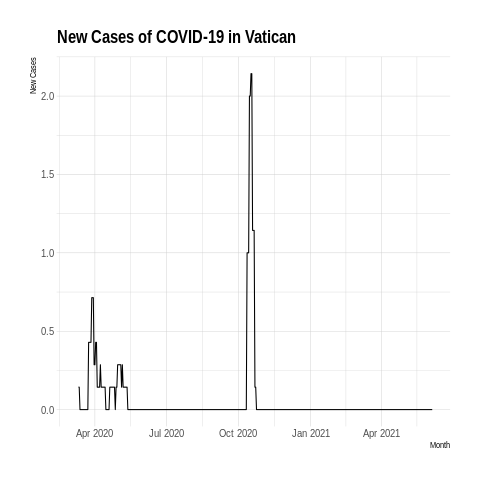 New Cases of COVID-19 in Vatican
New Cases
2.0
1.5
1.0
0.5
0.0
Apr 2020 Jul 2020 Oct 2020 Jan 2021 Apr 2021
Month